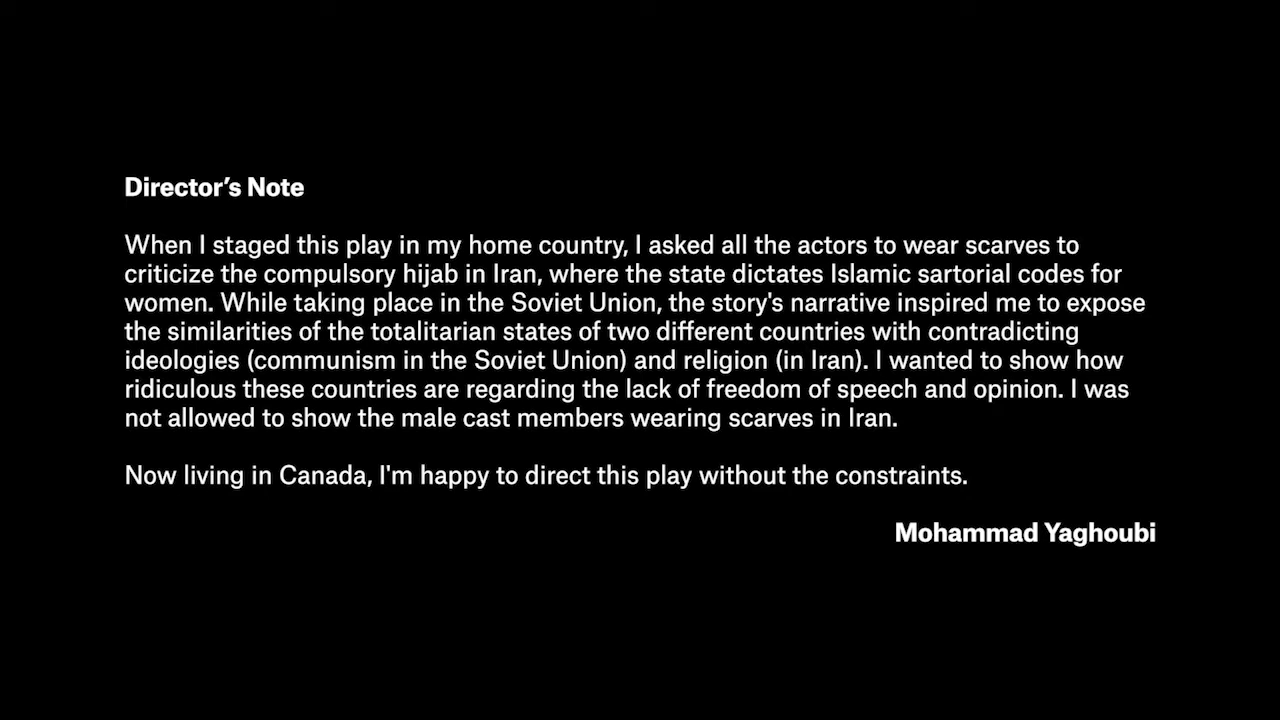 Director’s Note
When I staged this play in my home country, I asked all the actors to wear scarves to
criticize the compulsory hijab in Iran, where the state dictates Islamic sartorial codes for
women. While taking place in the Soviet Union, the story's narrative inspired me to expose
the similarities of the totalitarian states of two different countries with contradicting
ideologies (communism in the Soviet Union) and religion (in Iran). I wanted to show how
ridiculous these countries are regarding the lack of freedom of speech and opinion. I was
not allowed to show the male cast members wearing scarves in Iran.
Now living in Canada, I'm happy to direct this play without the constraints.
Mohammad Yaghoubi